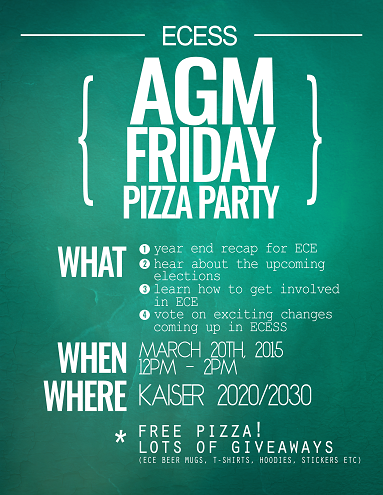 ECESS
AGM
FRIDAY
PIZZA PARTY
WHAT
1 year end recap for ECE
2 hear about the upcoming
elections
3 learn how to get involved
in ECE
4 vote on exciting changes
coming up in ECESS
WHEN
MARCH 20TH, 2015
12PM - 2PM
WHERE
KAISER 2020/2030
* FREE PIZZA!
LOTS OF GIVEAWAYS
(ECE BEER MUGS, T-SHIRTS, HOODIES, STICKERS ETC)